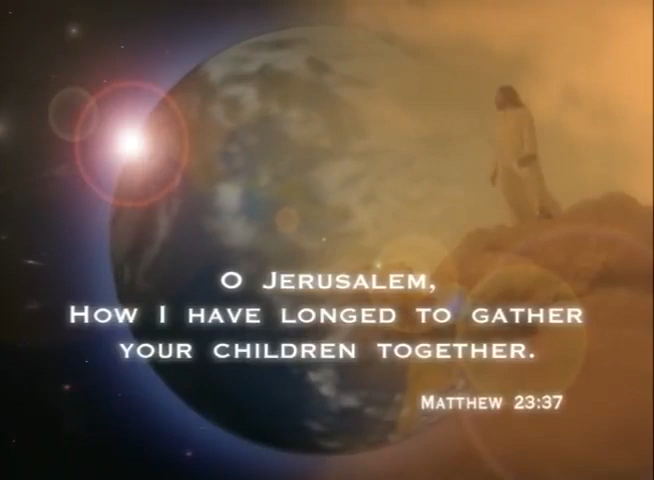 O JERUSALEM,
HOW I HAVE LONGED TO GATHER
YOUR CHILDREN TOGETHER.
MATTHEW 23:37